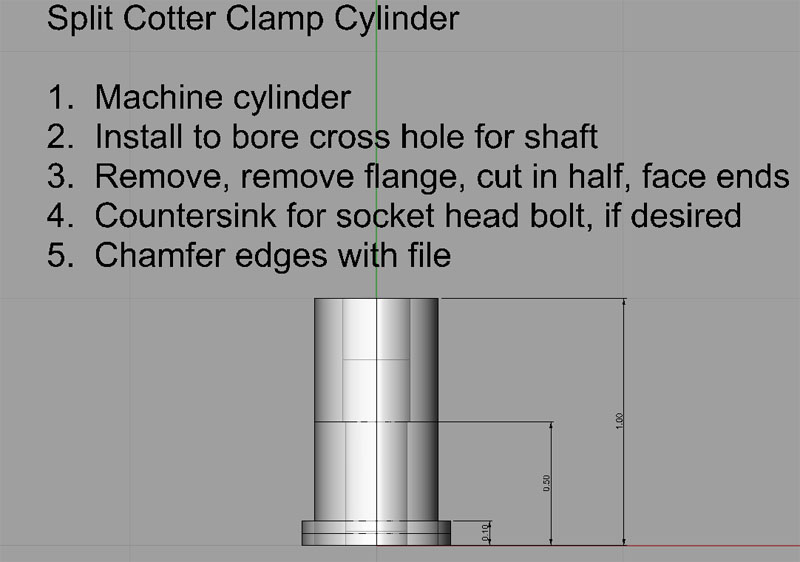 Split Cotter Clamp Cylinder
1. Machine cylinder
2. Install to bore cross hole for shaft
3. Remove, remove flange, cut in half, face ends
4. Countersink for socket head bolt, if desired
5. Chamfer edges with file
1.00
0.50
0.10